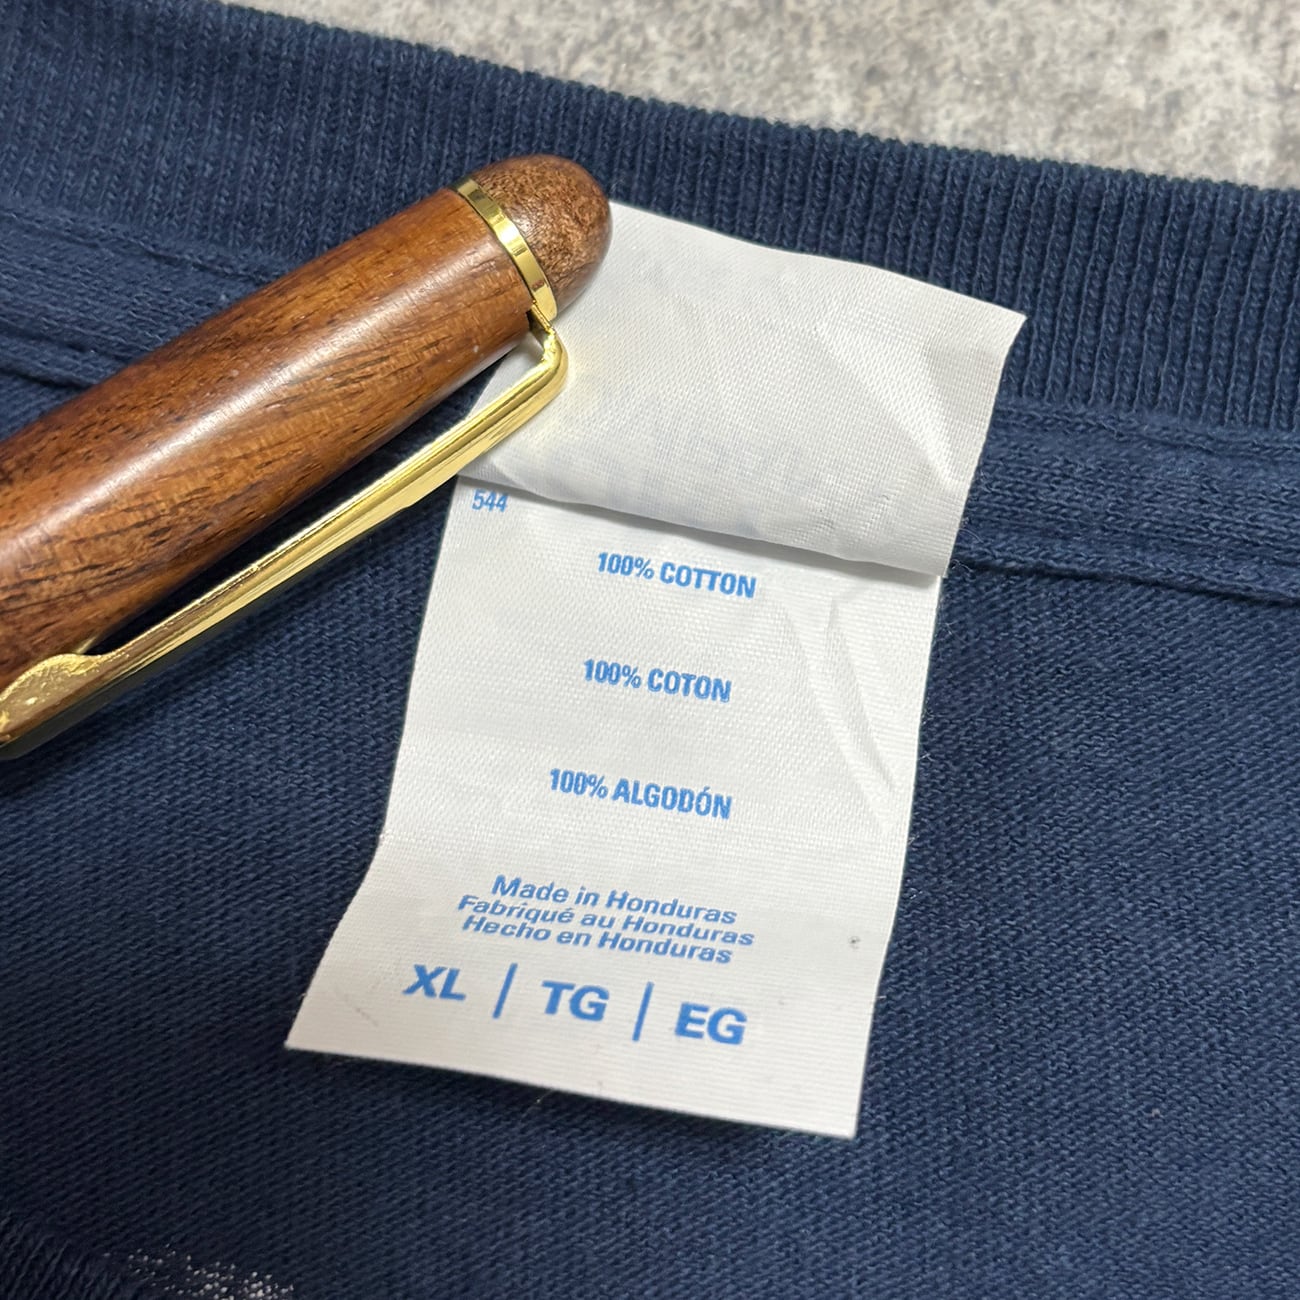 544
100% COTTON
100% COTON
100% ALGODÓN
Made in Honduras
Fabriqué au Honduras
Hecho en Honduras
XL | TG | EG